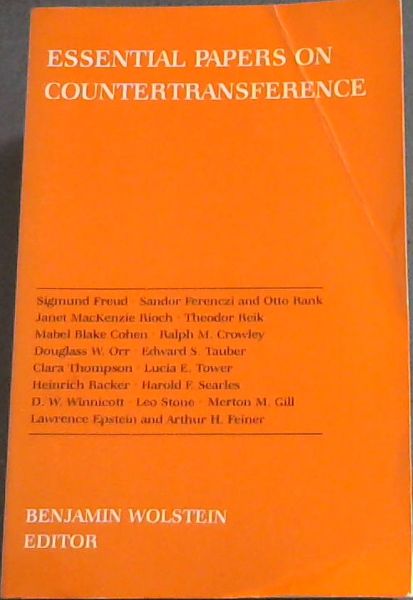 ESSENTIAL PAPERS ON
COUNTERTRANSFERENCE
Sigmund Freud · Sandor Ferenczi and Otto Rank
Janet MacKenzie Rioch · Theodor Reik
Mabel Blake Cohen · Ralph M. Crowley
Douglass W. Orr · Edward S. Tauber
Clara Thompson · Lucia E. Tower
Heinrich Racker · Harold F. Searles
D. W. Winnicott · Leo Stone · Merton M. Gill
Lawrence Epstein and Arthur H. Feiner
BENJAMIN WOLSTEIN
EDITOR